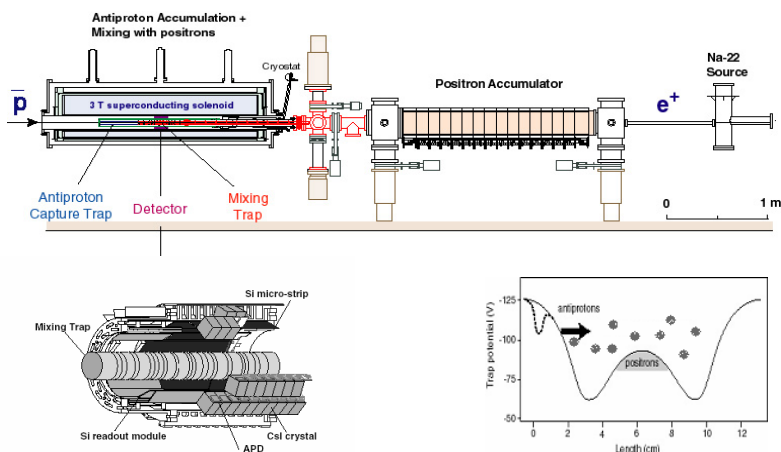 Antiproton Accumulation +
Mixing with positrons
Cryostat
Na-22
Source
Positron Accumulator
p
3 T superconducting solenoid
e+
Antiproton
Capture Trap
Detector
Mixing
Trap
0 1 m
Si micro-strip
Mixing Trap
Si readout module
CsI crystal
APD
Trap potential (V)
-125
-100
-75
-50
antiprotons
positrons
0 2 4 6 8 10 12
Length (cm)